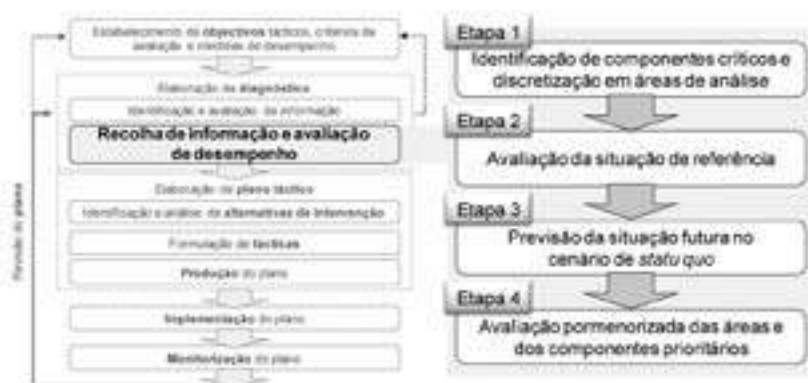 Estabelecimento de objectivos tácticos, critérios de
avaliação e medidas de desempenho
Elaboração do diagnóstico
Identificação e avaliação da informação
Recolha de informação e avaliação
de desempenho
Elaboração do plano táctico
Identificação e análise de alternativas de intervenção
Formulação de tácticas
Produção do plano
Implementação do plano
Monitorização do plano
Revisão do plano
Etapa 1
Identificação de componentes críticos e
discretização em áreas de análise
Etapa 2
Avaliação da situação de referência
Etapa 3
Previsão da situação futura no
cenário de statu quo
Etapa 4
Avaliação pormenorizada das áreas e
dos componentes prioritários